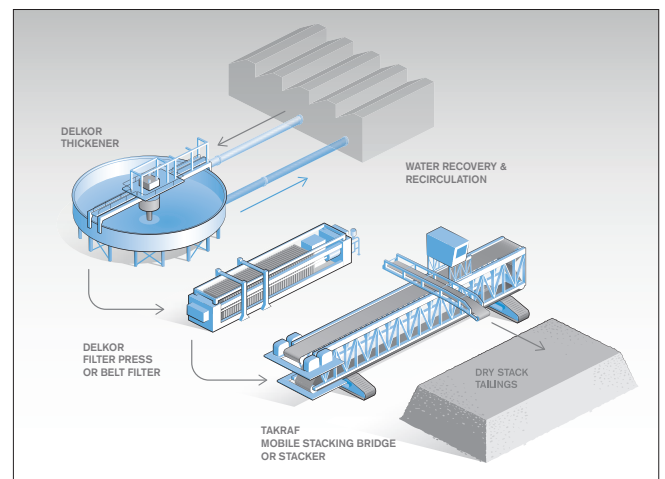 DELKOR
THICKENER
WATER RECOVERY &
RECIRCULATION
DELKOR
FILTER PRESS
OR BELT FILTER
DRY STACK
TAILINGS
TAKRAF
MOBILE STACKING BRIDGE
OR STACKER